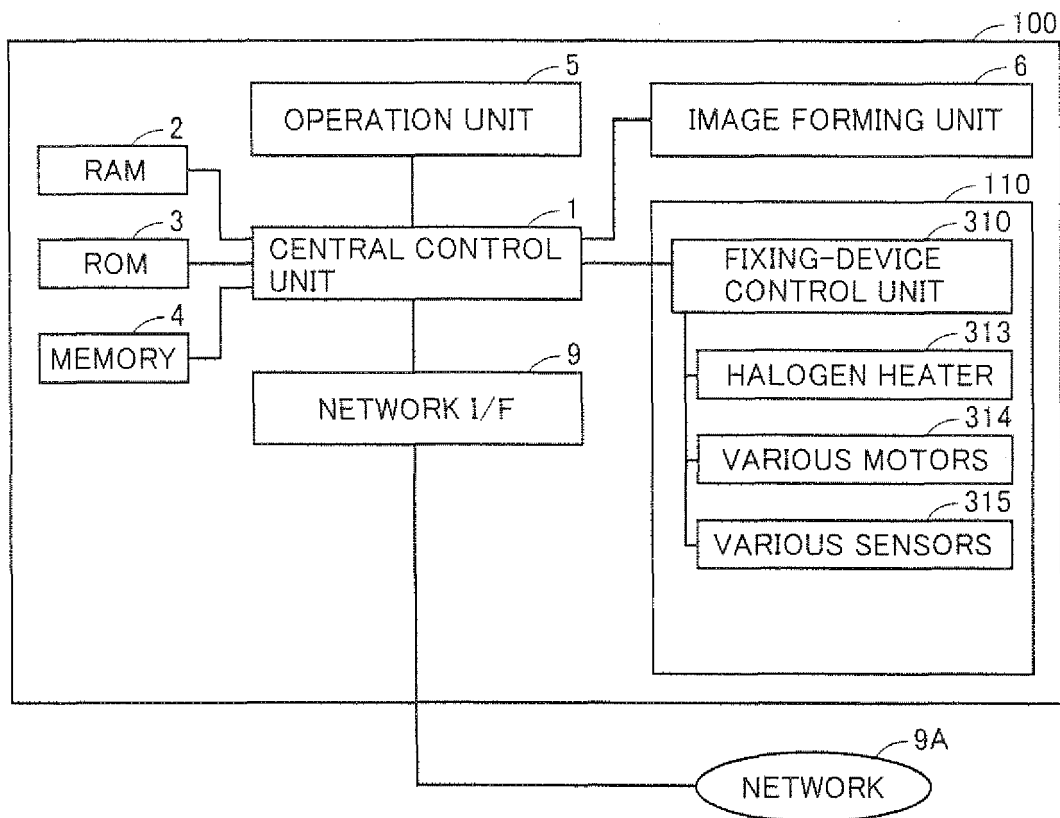 100
5
OPERATION UNIT
6
IMAGE FORMING UNIT
2
RAM
3
ROM
4
MEMORY
1
CENTRAL CONTROL
UNIT
9
NETWORK I/F
110
310
FIXING-DEVICE
CONTROL UNIT
313
HALOGEN HEATER
314
VARIOUS MOTORS
315
VARIOUS SENSORS
9A
NETWORK